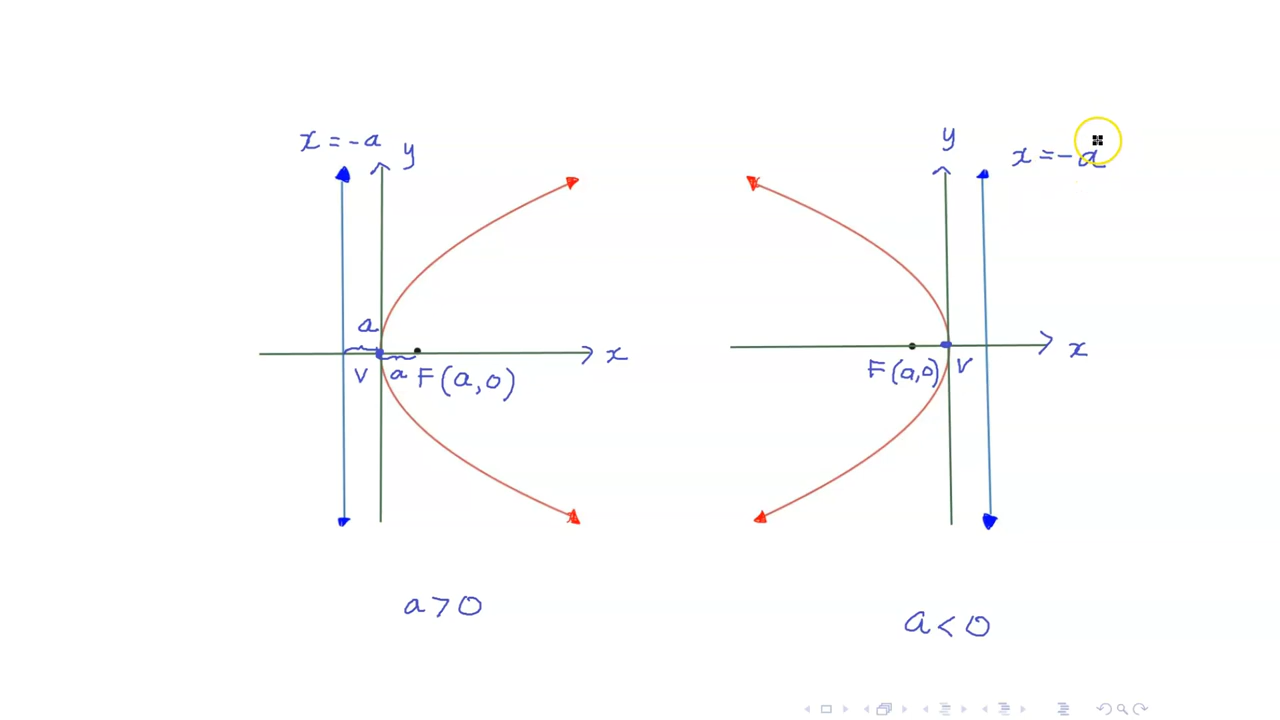 x = -a
y
a
V
a
F(a,0)
x
a > 0
y
x = -a
F(a,0)
V
x
a < 0